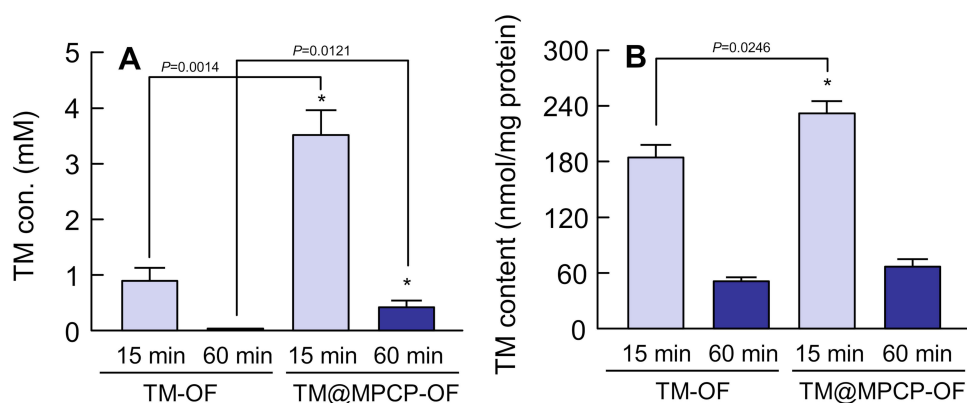 A
TM con. (mM)
5
4
3
2
1
0
P=0.0014
P=0.0121
*
*
15 min 60 min 15 min 60 min
TM-OF TM@MPCP-OF
B
TM content (nmol/mg protein)
300
240
180
120
60
0
P=0.0246
*
15 min 60 min 15 min 60 min
TM-OF TM@MPCP-OF